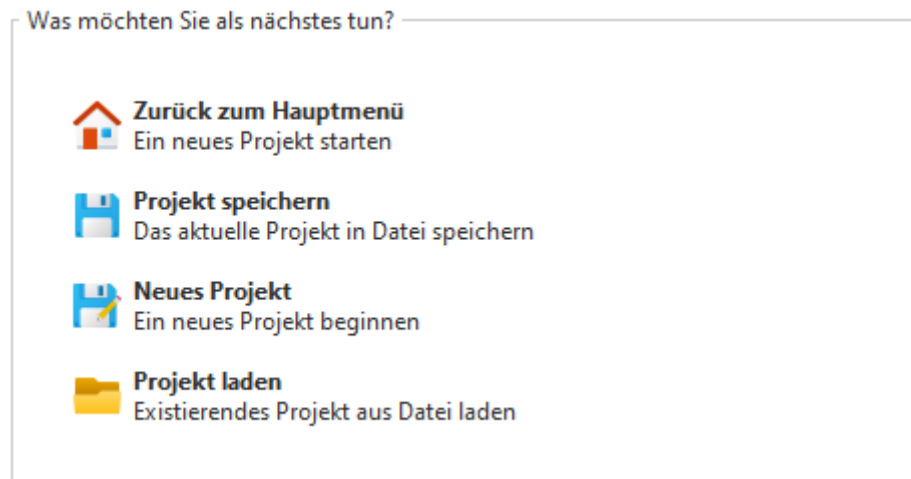 Was möchten Sie als nächstes tun?
Zurück zum Hauptmenü
Ein neues Projekt starten
Projekt speichern
Das aktuelle Projekt in Datei speichern
Neues Projekt
Ein neues Projekt beginnen
Projekt laden
Existierendes Projekt aus Datei laden